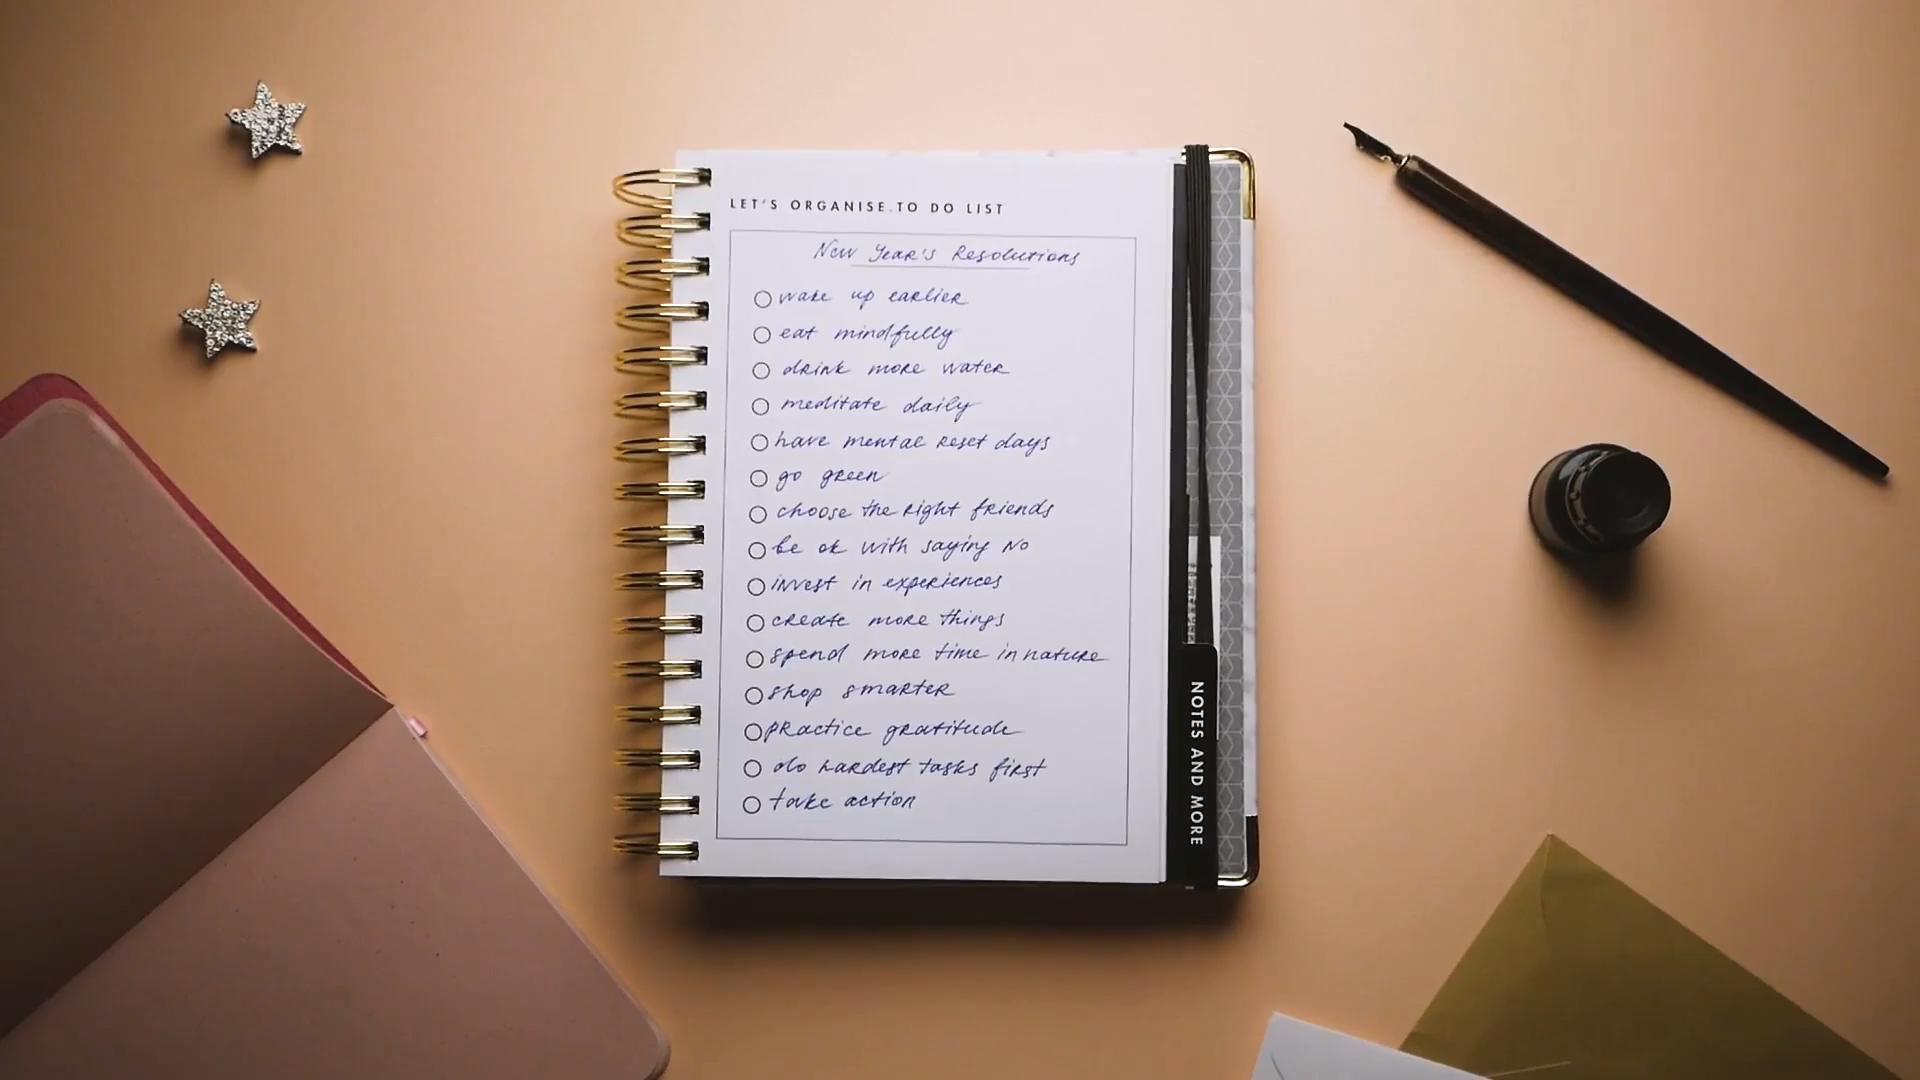 LET'S ORGANISE. TO DO LIST
New Year's Resolutions
wake up earlier
eat mindfully
drink more water
meditate daily
have mental reset days
go green
choose the right friends
be ok with saying No
invest in experiences
create more things
spend more time in nature
shop smarter
practice gratitude
do hardest tasks first
take action
NOTES AND MORE